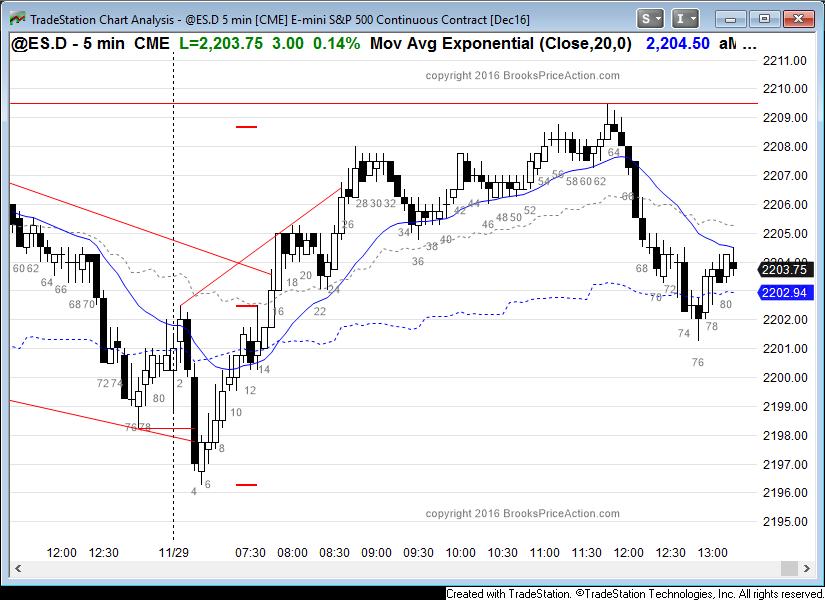 TradeStation Chart Analysis - @ES.D 5 min [CME] E-mini S&P 500 Continuous Contract [Dec16]
S I
@ES.D - 5 min CME L=2,203.75 3.00 0.14% Mov Avg Exponential (Close,20,0) 2,204.50
...
copyright 2016 BrooksPriceAction.com
2211.00
2210.00
2209.00
2208.00
2207.00
2206.00
2205.00
2203.75
2202.94
2202.00
2201.00
2200.00
2199.00
2198.00
2197.00
2196.00
2195.00
64
54 56 58 60 62
66
42 44 46 48 50 52
26 28 30 32
34 36 38 40
60 62 64 66 68 70
16 18 20 22 24
68 70 72
74 76 78 80
72 74
76 78
80
2
4 6 8 10 12 14
copyright 2016 BrooksPriceAction.com
12:00 12:30 11/29 07:30 08:00 08:30 09:00 09:30 10:00 10:30 11:00 11:30 12:00 12:30 13:00
Created with TradeStation. ©TradeStation Technologies, Inc. All rights reserved.